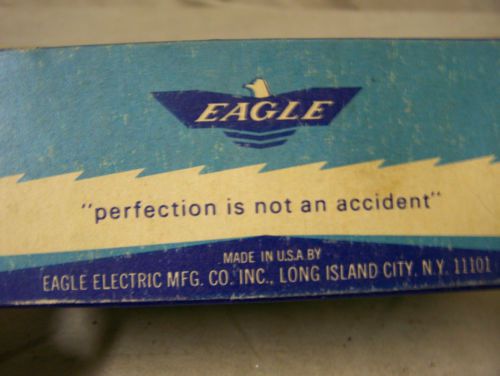 EAGLE
"perfection is not an accident"
MADE IN U.S.A. BY
EAGLE ELECTRIC MFG. CO. INC., LONG ISLAND CITY, N.Y. 11101